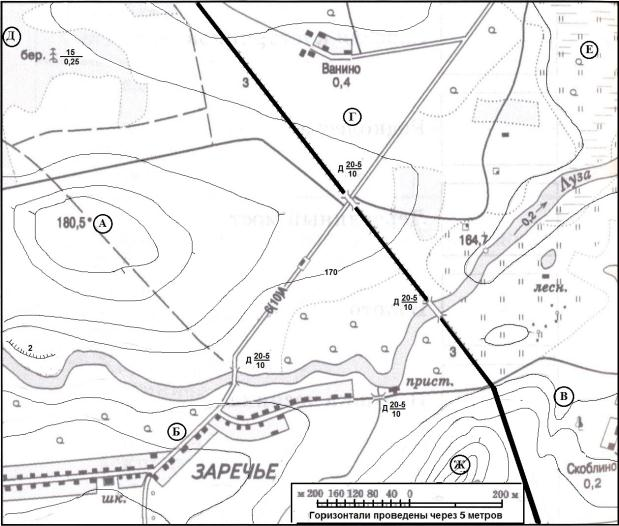 Д
Е
15
бер. 0,25
З
Ванино
0,4
Г
Д 20-5
10
Луза
0,2
180,5
А
164,7
170
лесн.
6(10)А
Д 20-5
10
2
З
Д 20-5
10
прист.
Д 20-5
10
В
Б
Ж
ЗАРЕЧЬЕ
Скоблино
0,2
шк.
м 200 160 120 80 40 0 200 м
Горизонтали проведены через 5 метров